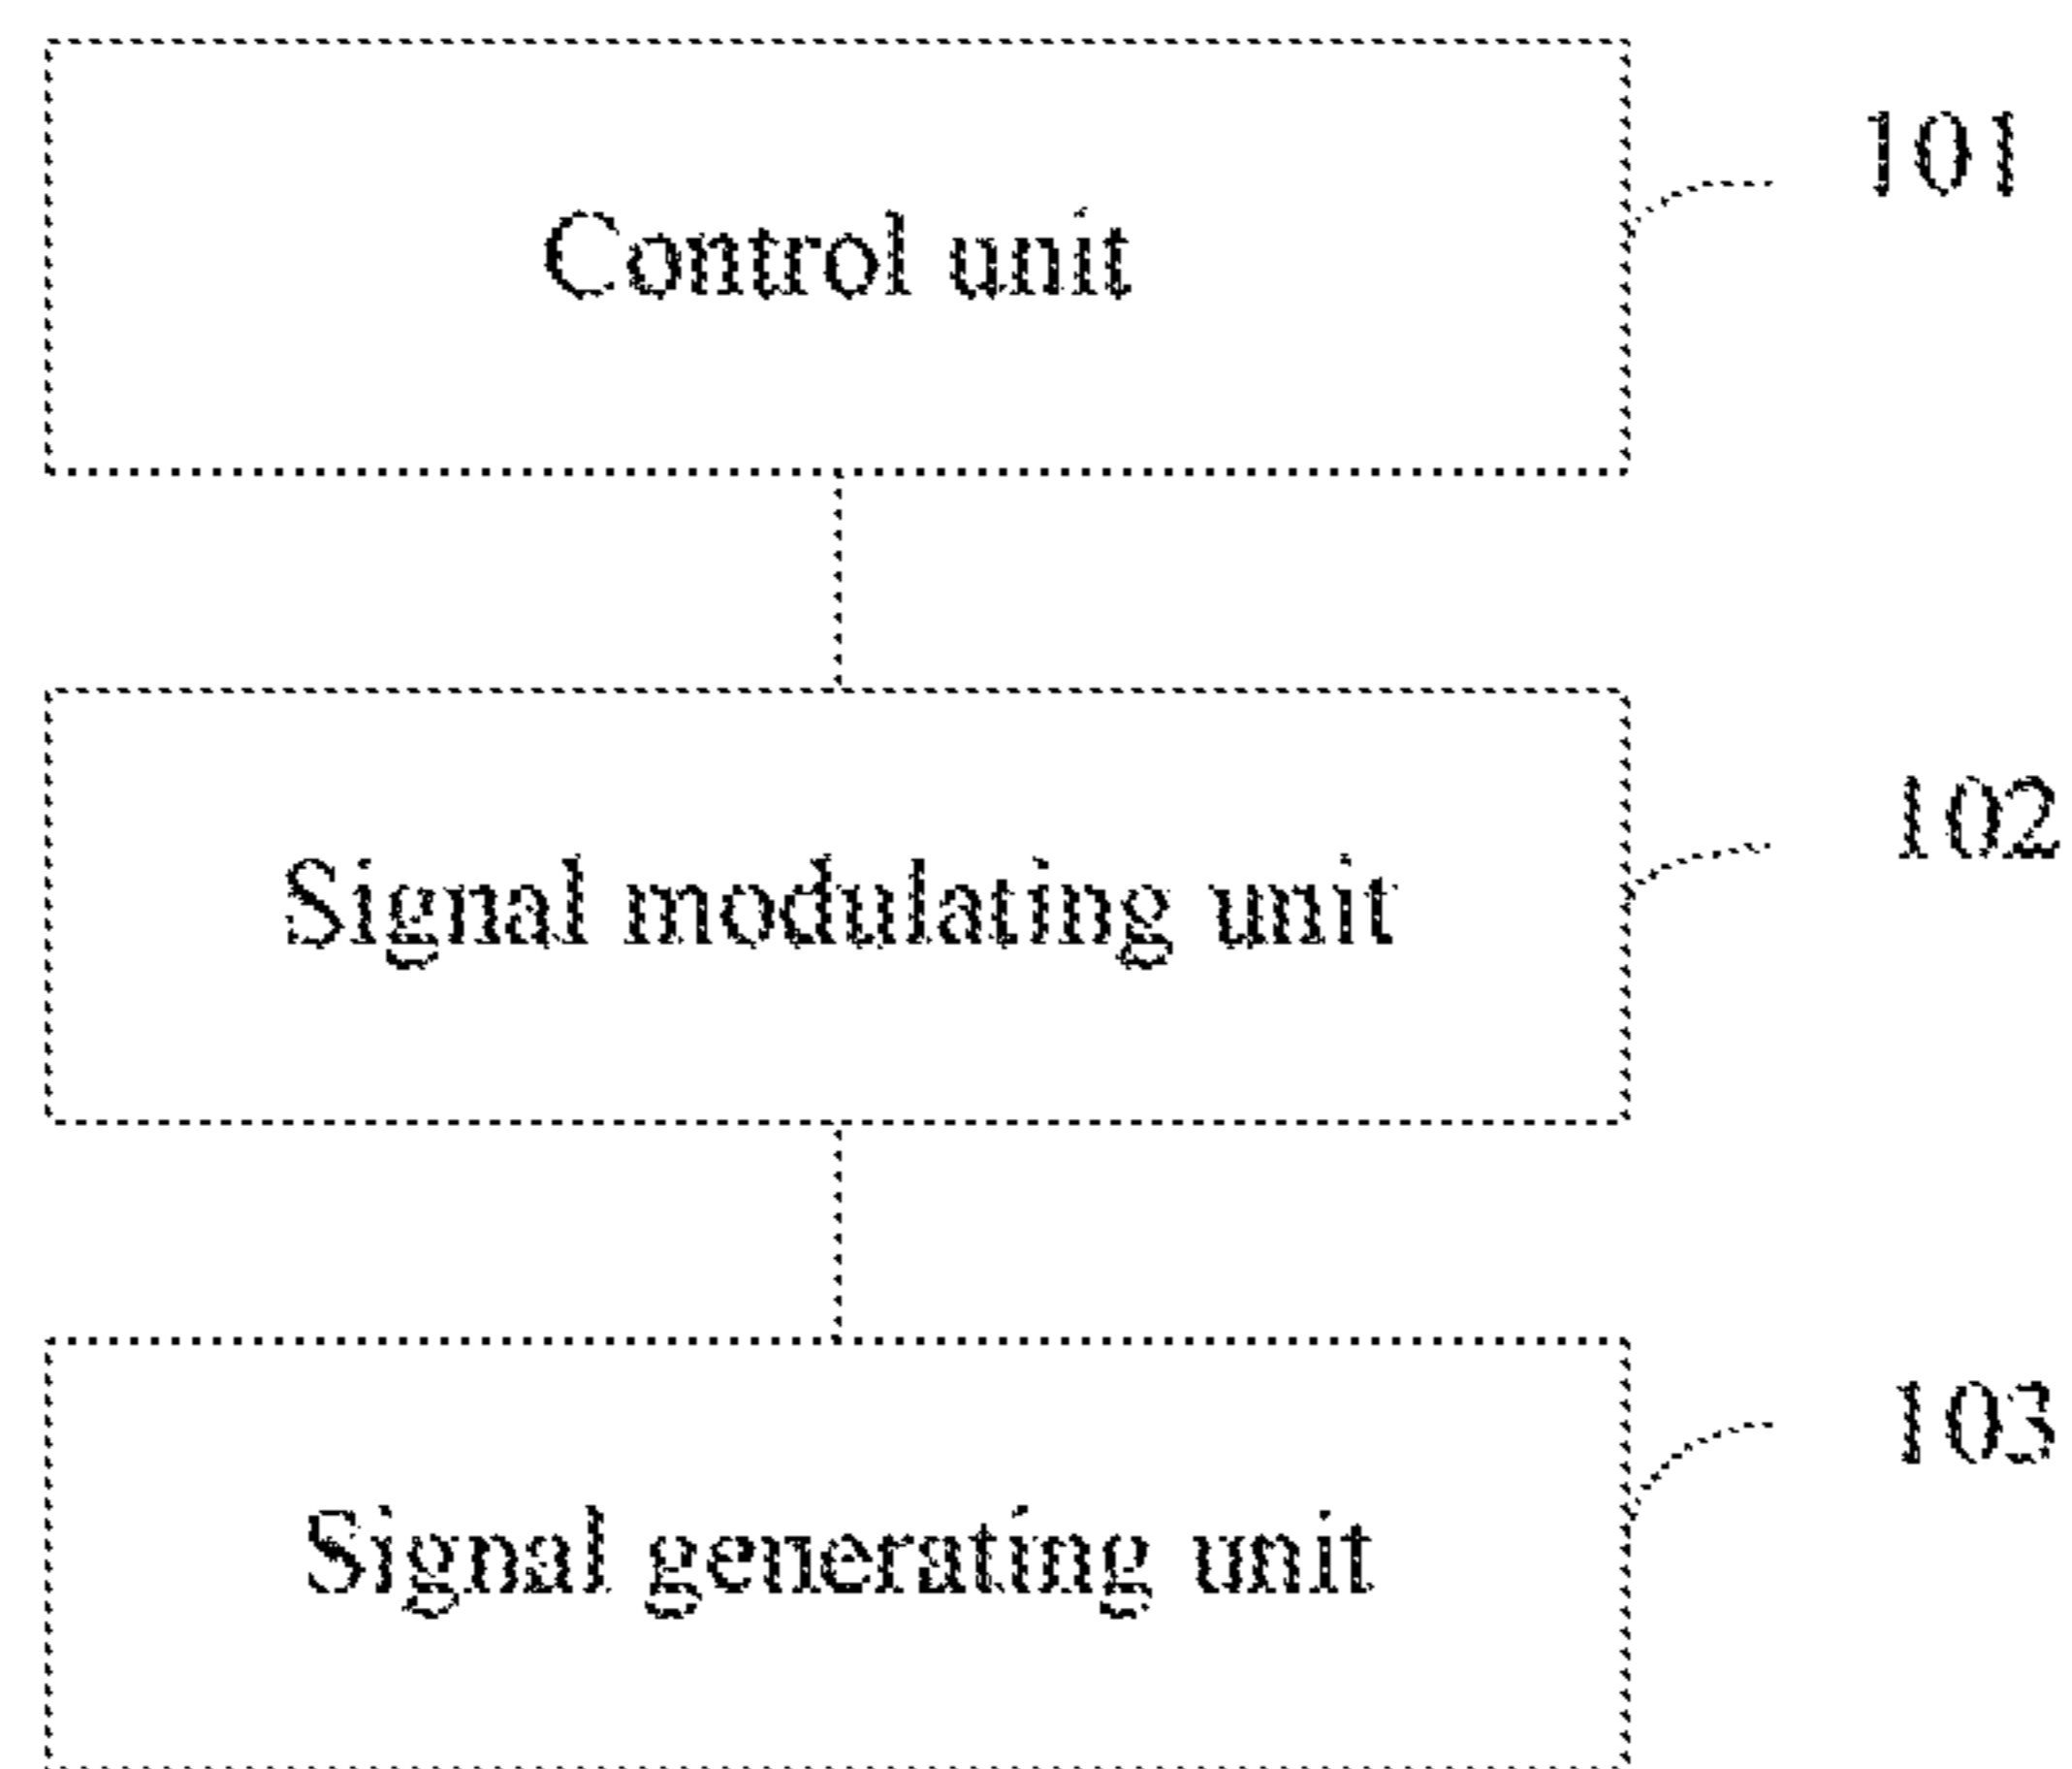 101
Control unit
102
Signal modulating unit
103
Signal generating unit